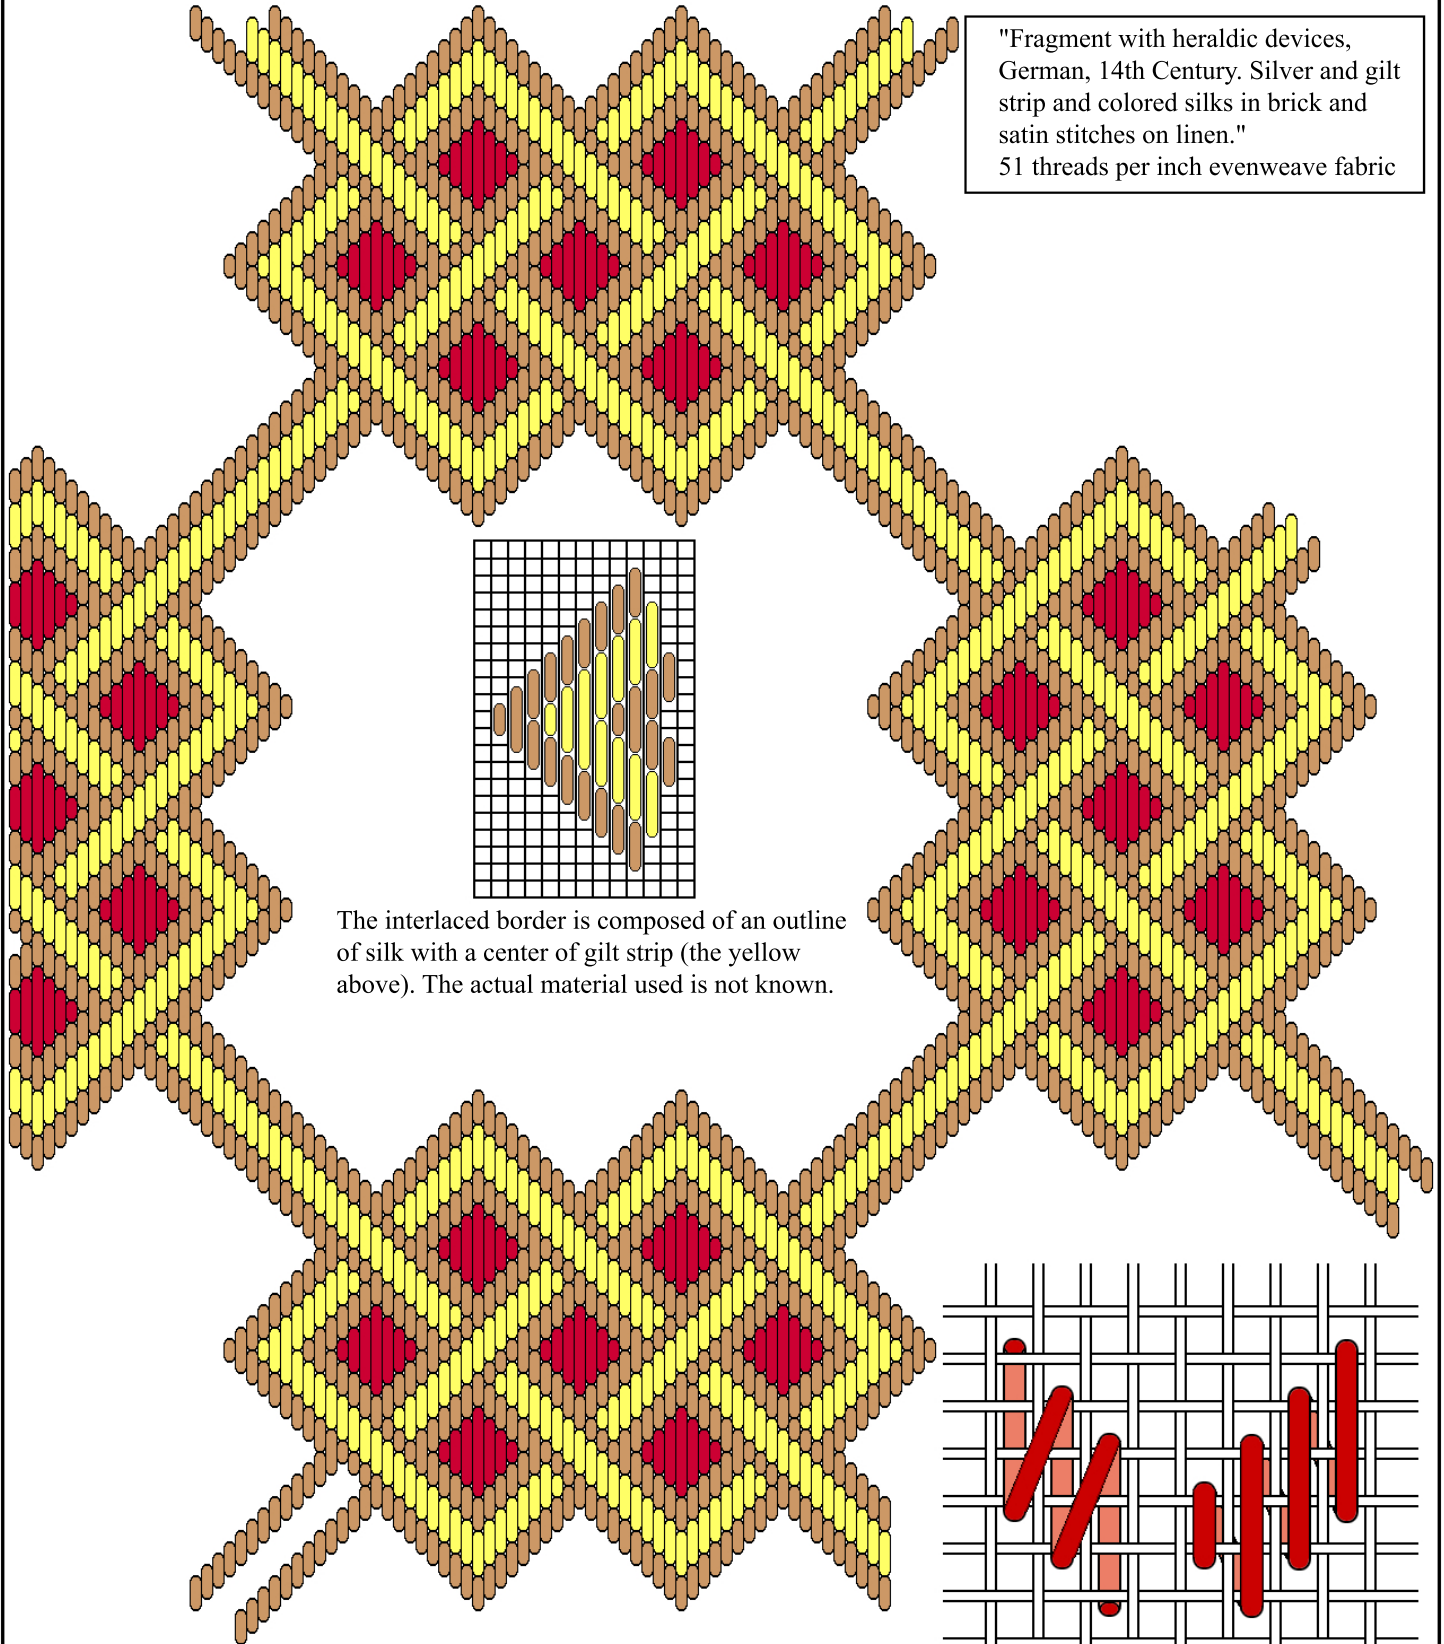 "Fragment with heraldic devices,
German, 14th Century. Silver and gilt
strip and colored silks in brick and
satin stitches on linen."
51 threads per inch evenweave fabric
The interlaced border is composed of an outline
of silk with a center of gilt strip (the yellow
above). The actual material used is not known.